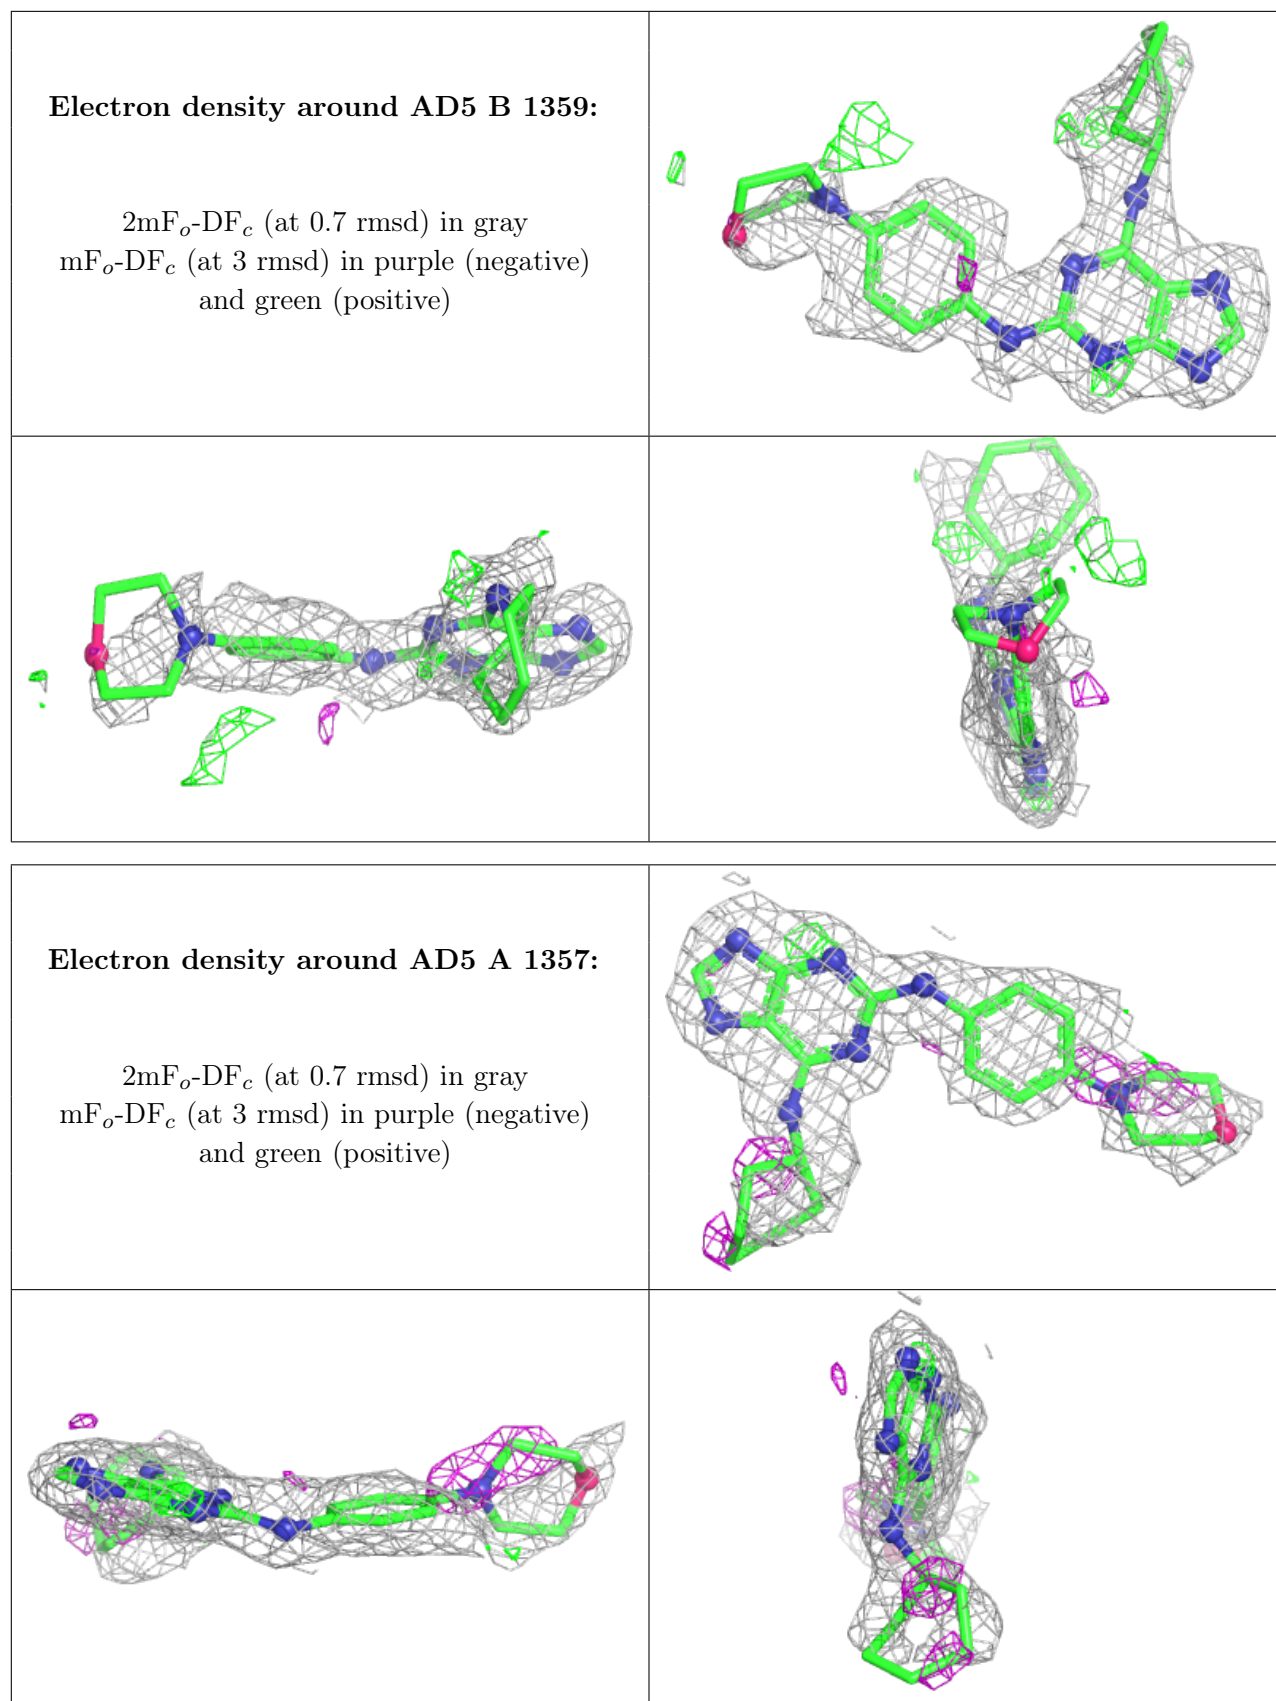 Electron density around AD5 B 1359:
2mFo-DFc (at 0.7 rmsd) in gray
mFo-DFc (at 3 rmsd) in purple (negative)
and green (positive)
Electron density around AD5 A 1357:
2mFo-DFc (at 0.7 rmsd) in gray
mFo-DFc (at 3 rmsd) in purple (negative)
and green (positive)